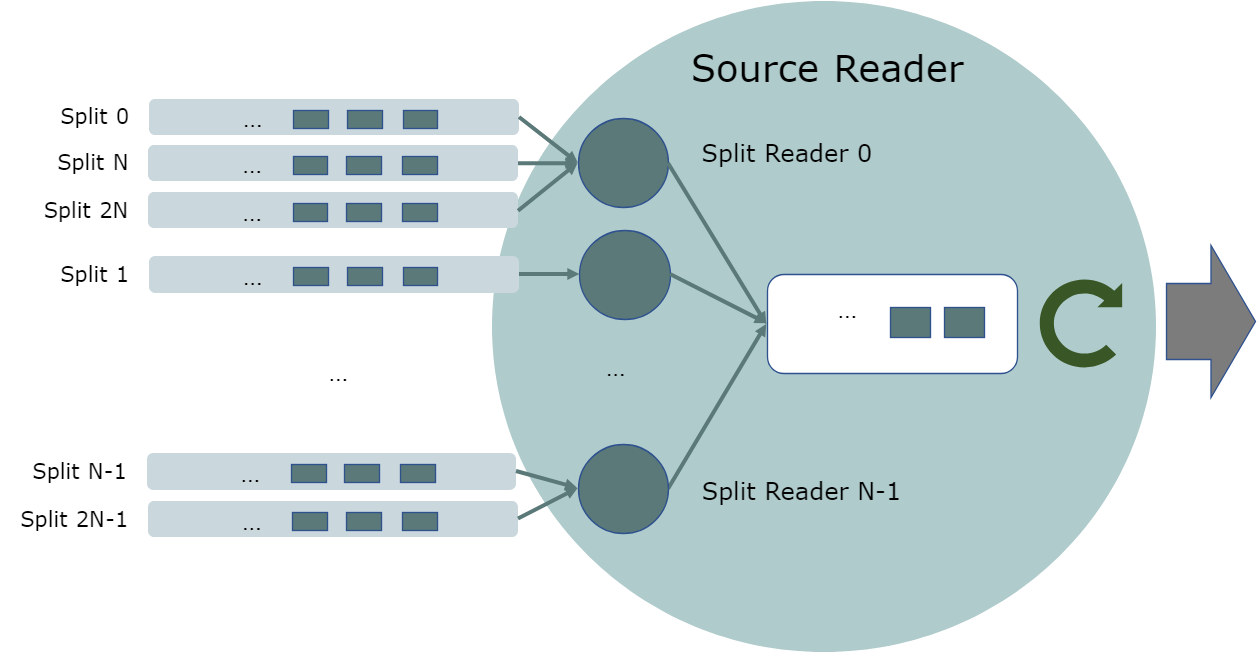 Source Reader
Split 0
...
Split Reader 0
Split N
...
Split 2N
...
Split 1
...
...
...
...
Split N-1
...
Split Reader N-1
Split 2N-1
...